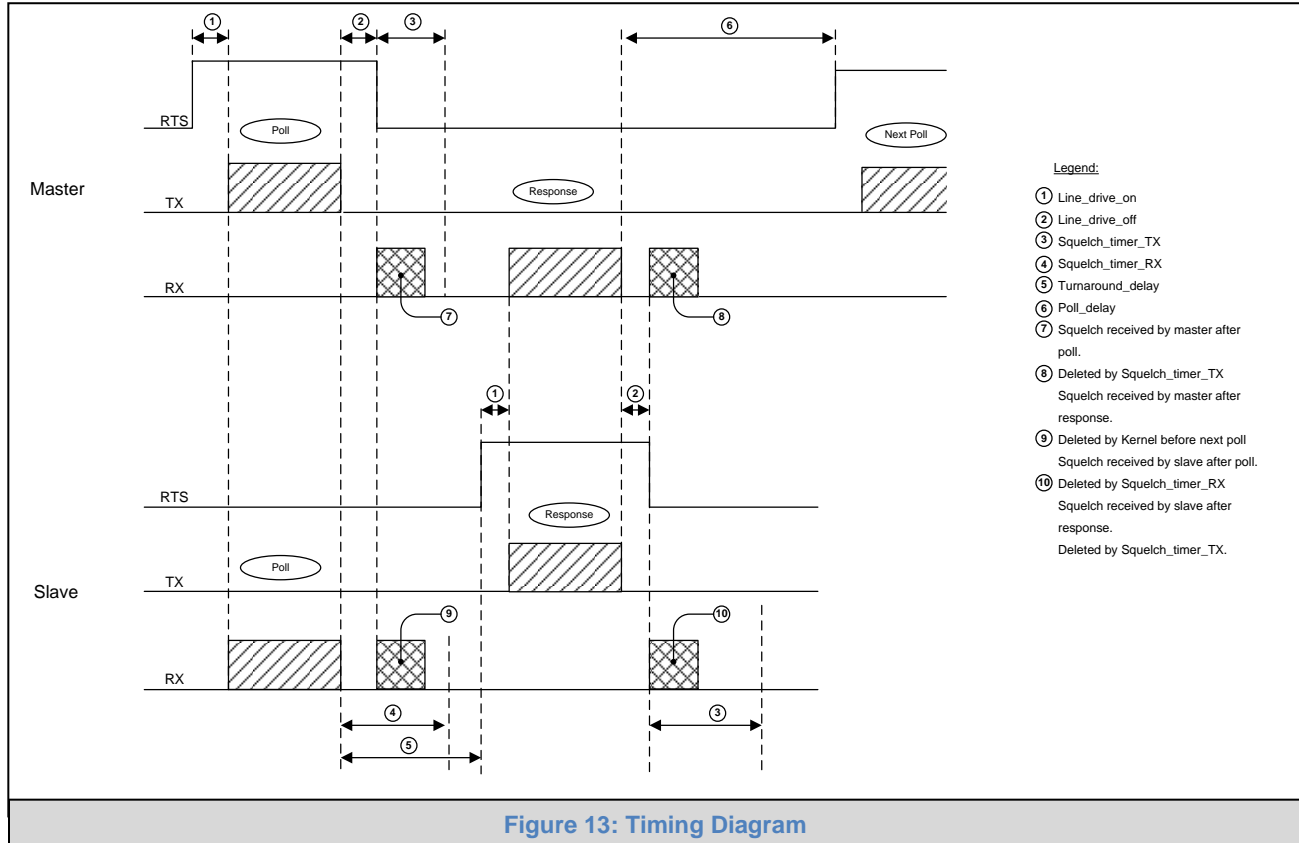 1
2
3
6
RTS
Poll
Next Poll
Master
TX
Response
RX
7
8
Legend:
1 Line_drive_on
2 Line_drive_off
3 Squelch_timer_TX
4 Squelch_timer_RX
5 Turnaround_delay
6 Poll_delay
7 Squelch received by master after
poll.
8 Deleted by Squelch_timer_TX
Squelch received by master after
response.
9 Deleted by Kernel before next poll
Squelch received by slave after poll.
10 Deleted by Squelch_timer_RX
Squelch received by slave after
response.
Deleted by Squelch_timer_TX.
1
2
RTS
Response
Poll
TX
Slave
9
10
RX
4
3
5
Figure 13: Timing Diagram